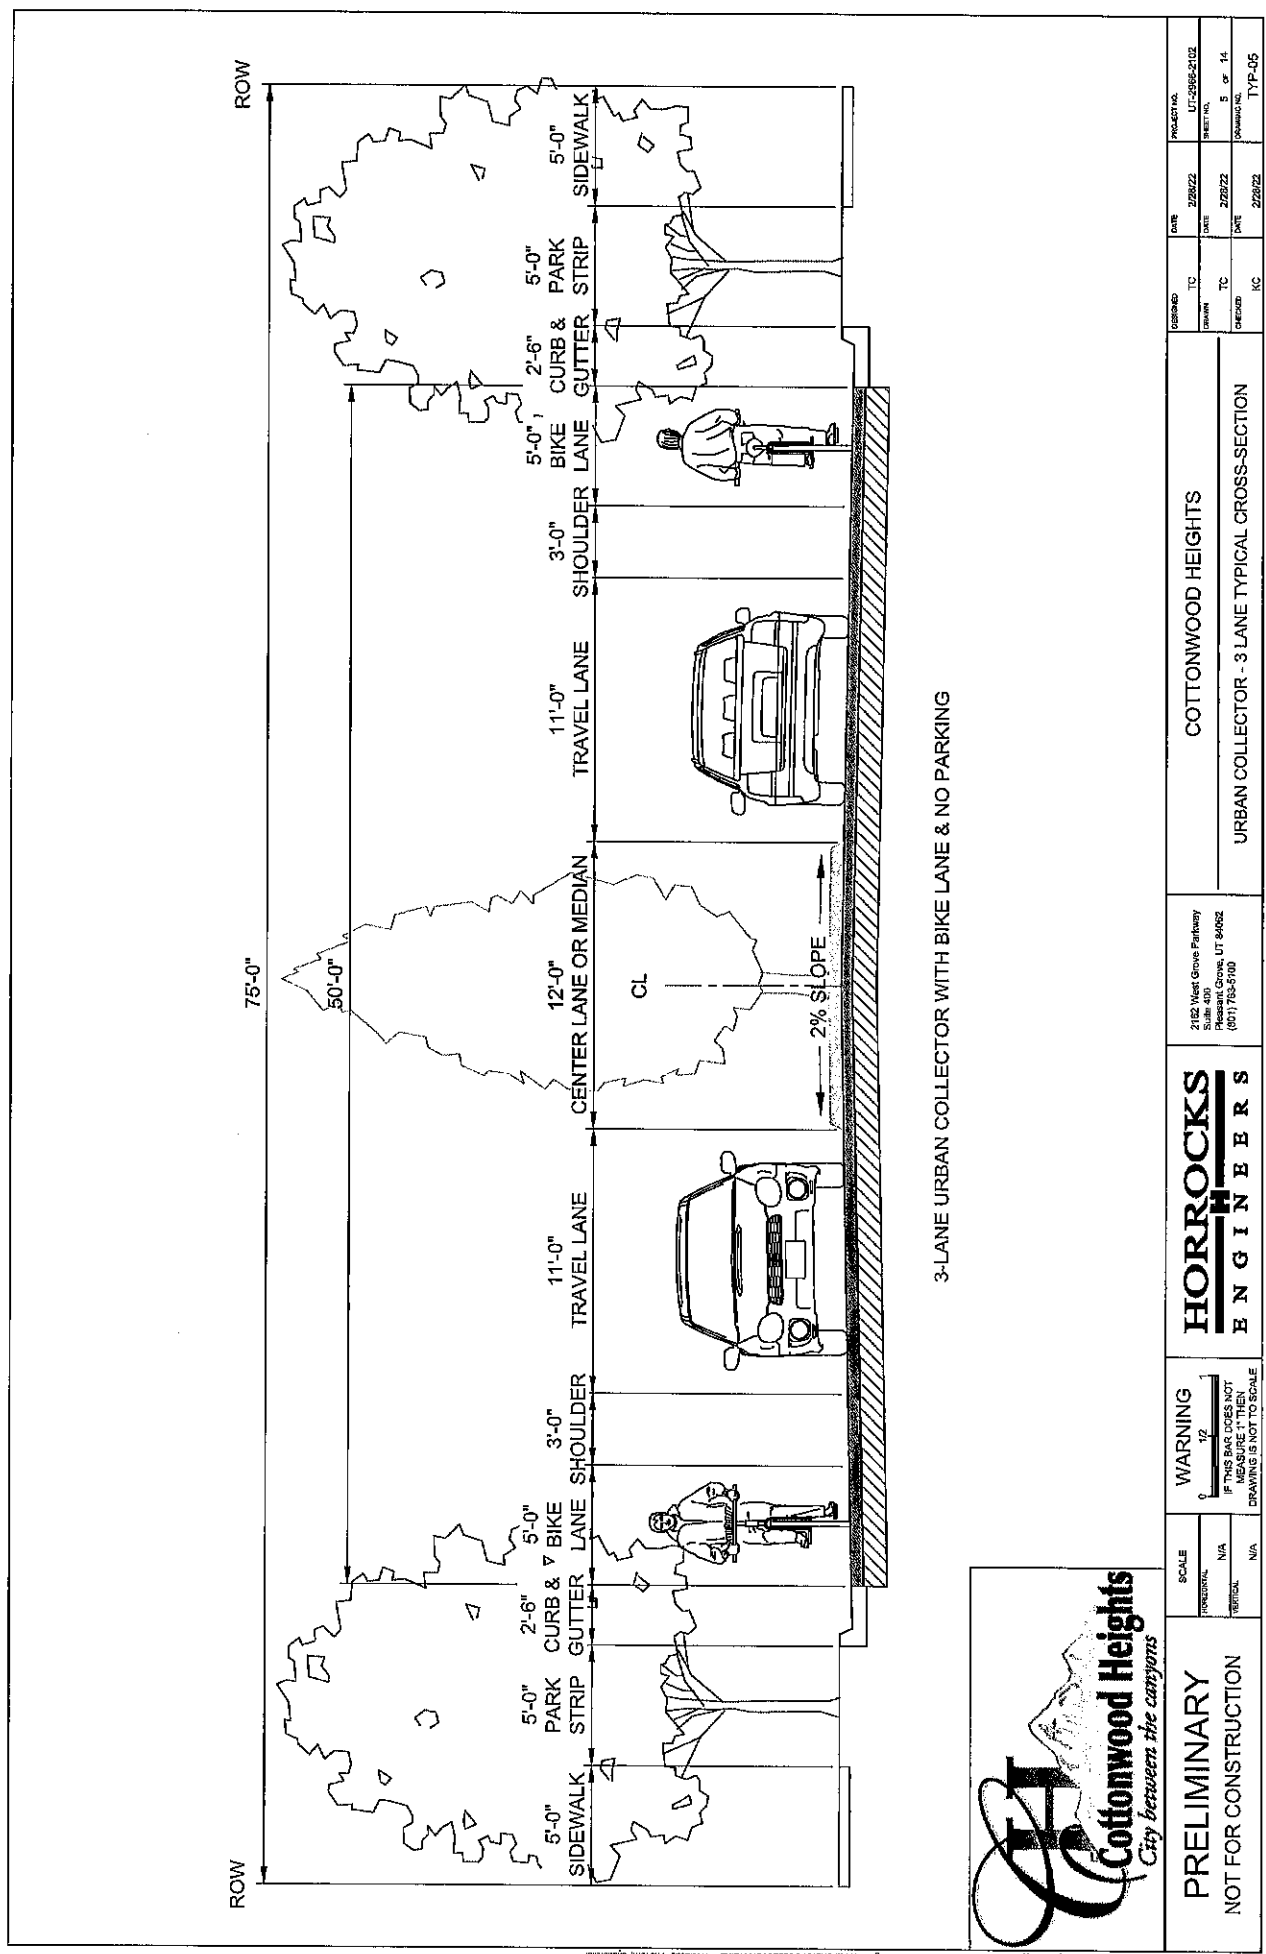 ROW
ROW
75'-0"
50'-0"
5'-0"
SIDEWALK
5'-0"
PARK
STRIP
2'-6"
CURB &
GUTTER
5'-0"
BIKE
LANE
3'-0"
SHOULDER
11'-0"
TRAVEL LANE
12'-0"
CENTER LANE OR MEDIAN
11'-0"
TRAVEL LANE
3'-0"
SHOULDER
5'-0"
BIKE
LANE
2'-6"
CURB &
GUTTER
5'-0"
PARK
STRIP
5'-0"
SIDEWALK
CL
2% SLOPE
3-LANE URBAN COLLECTOR WITH BIKE LANE & NO PARKING
CH
Cottonwood Heights
City between the canyons
PRELIMINARY
NOT FOR CONSTRUCTION
SCALE
HORIZONTAL
N/A
VERTICAL
N/A
WARNING
0 1/2 1
IF THIS BAR DOES NOT
MEASURE 1" THEN
DRAWING IS NOT TO SCALE
HORROCKS
ENGINEERS
2162 West Grove Parkway
Suite 400
Pleasant Grove, UT 84062
(801) 763-5100
COTTONWOOD HEIGHTS
URBAN COLLECTOR - 3 LANE TYPICAL CROSS-SECTION
DESIGNED TC
DATE 2/28/22
PROJECT NO. UT-2966-2102
DRAWN TC
DATE 2/28/22
SHEET NO. 5 OF 14
CHECKED KC
DATE 2/28/22
DRAWING NO. TYP-05